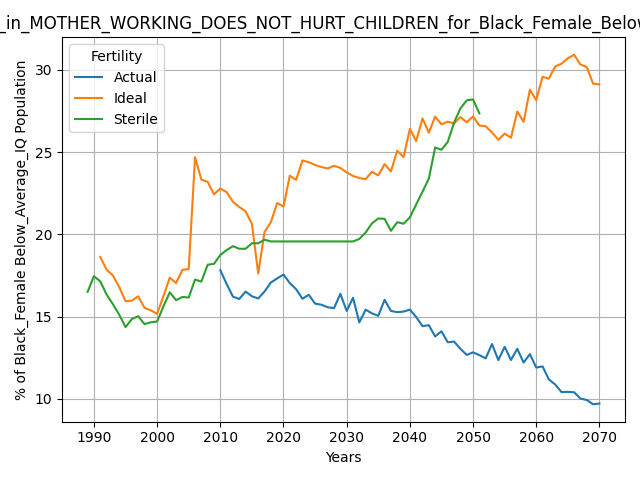 _in_MOTHER_WORKING_DOES_NOT_HURT_CHILDREN_for_Black_Female_Below
Fertility
Actual
Ideal
Sterile
% of Black_Female Below_Average_IQ Population
30
25
20
15
10
1990 2000 2010 2020 2030 2040 2050 2060 2070
Years